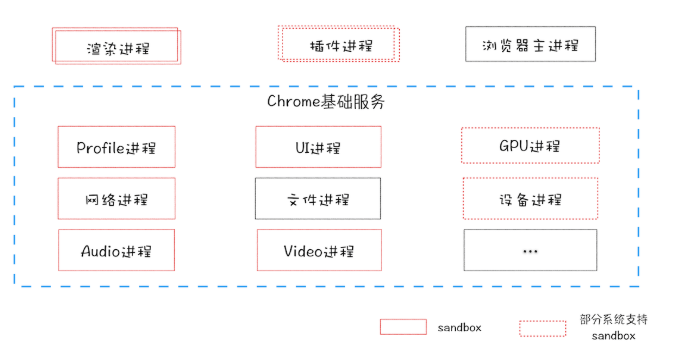 渲染进程
插件进程
浏览器主进程
Chrome基础服务
Profile进程
UI进程
GPU进程
网络进程
文件进程
设备进程
Audio进程
Video进程
...
sandbox
部分系统支持
sandbox